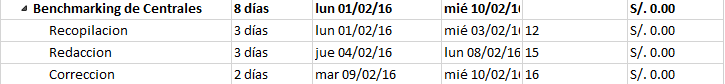 Benchmarking de Centrales 8 días lun 01/02/16 mié 10/02/16 S/. 0.00
Recopilacion 3 días lun 01/02/16 mié 03/02/16 12 S/. 0.00
Redaccion 3 días jue 04/02/16 lun 08/02/16 15 S/. 0.00
Correccion 2 días mar 09/02/16 mié 10/02/16 16 S/. 0.00